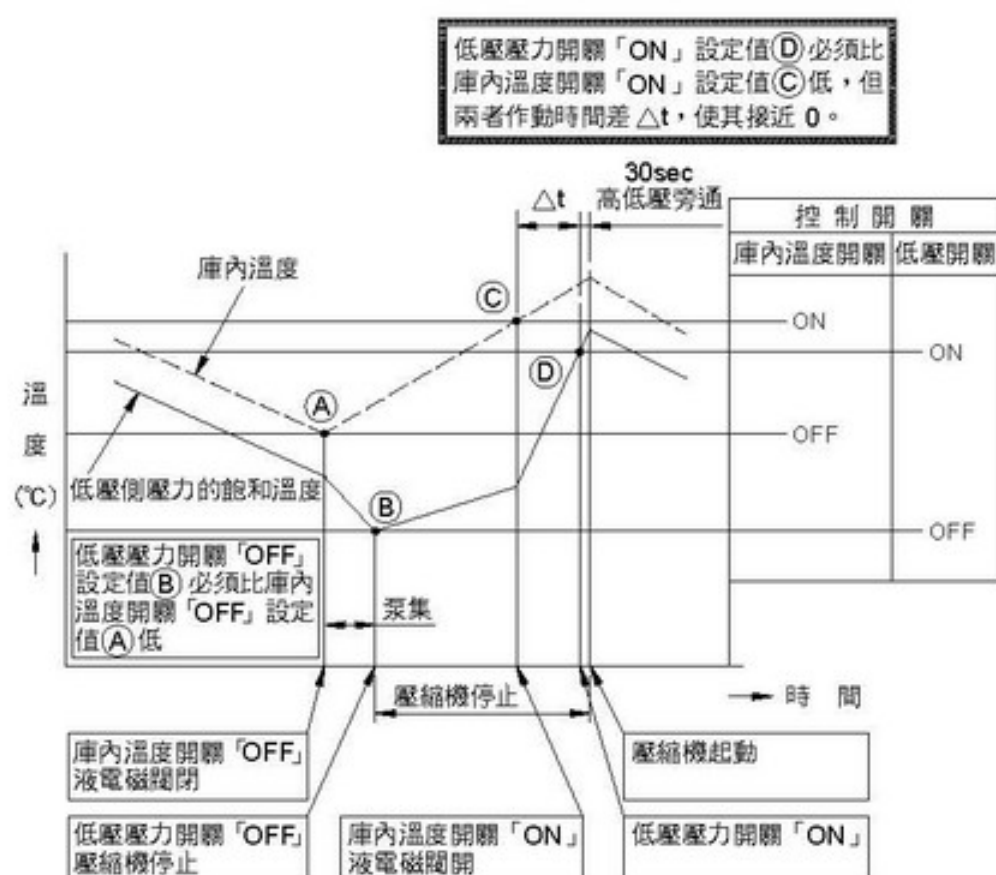 低壓壓力開關「ON」設定值Ⓓ必須比
庫內溫度開關「ON」設定值Ⓒ低，但
兩者作動時間差△t，使其接近 0。
30sec
△t
高低壓旁通
控制開關
庫內溫度開關
低壓開關
庫內溫度
Ⓒ
ON
ON
Ⓓ
溫度(℃)
Ⓐ
OFF
低壓側壓力的飽和溫度
Ⓑ
OFF
低壓壓力開關「OFF」
設定值Ⓑ必須比庫內
溫度開關「OFF」設定
值Ⓐ低
泵集
壓縮機停止
時間
庫內溫度開關「OFF」
液電磁閥閉
壓縮機起動
低壓壓力開關「OFF」
壓縮機停止
庫內溫度開關「ON」
液電磁閥開
低壓壓力開關「ON」